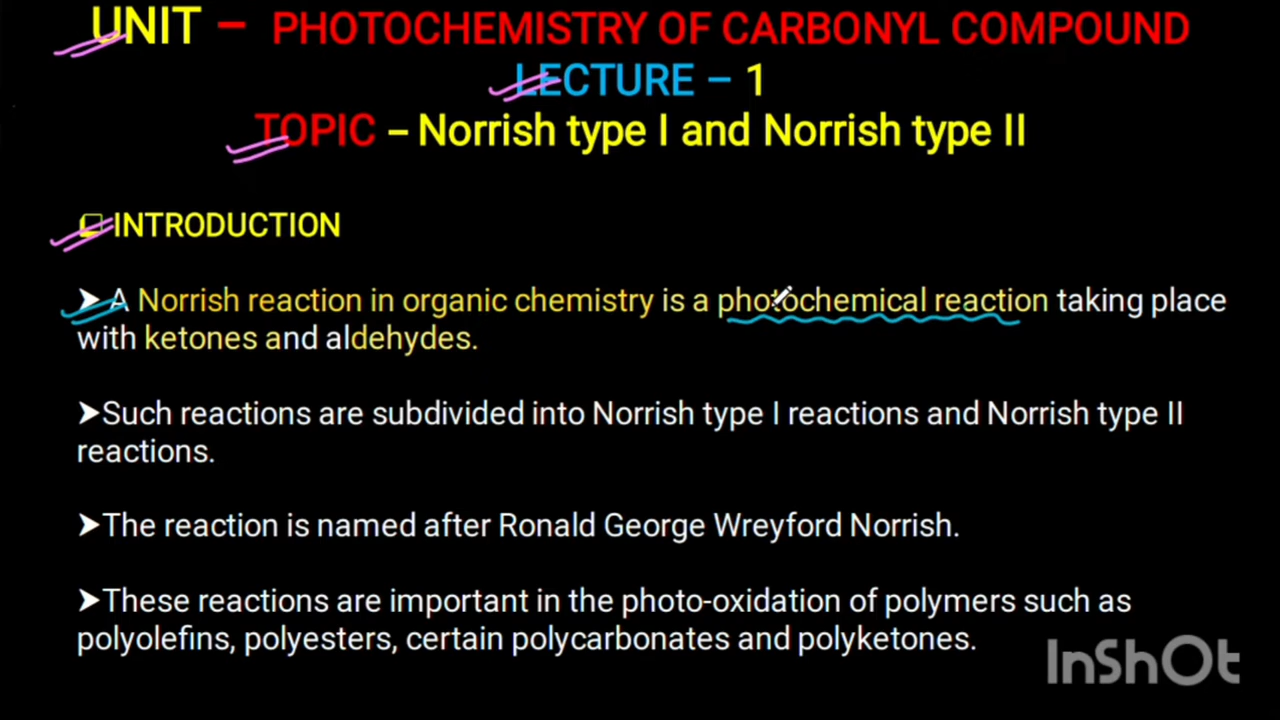 UNIT – PHOTOCHEMISTRY OF CARBONYL COMPOUND
LECTURE – 1
TOPIC – Norrish type I and Norrish type II
INTRODUCTION
➤ A Norrish reaction in organic chemistry is a photochemical reaction taking place
with ketones and aldehydes.
➤Such reactions are subdivided into Norrish type I reactions and Norrish type II
reactions.
➤The reaction is named after Ronald George Wreyford Norrish.
➤These reactions are important in the photo-oxidation of polymers such as
polyolefins, polyesters, certain polycarbonates and polyketones.
InShOt